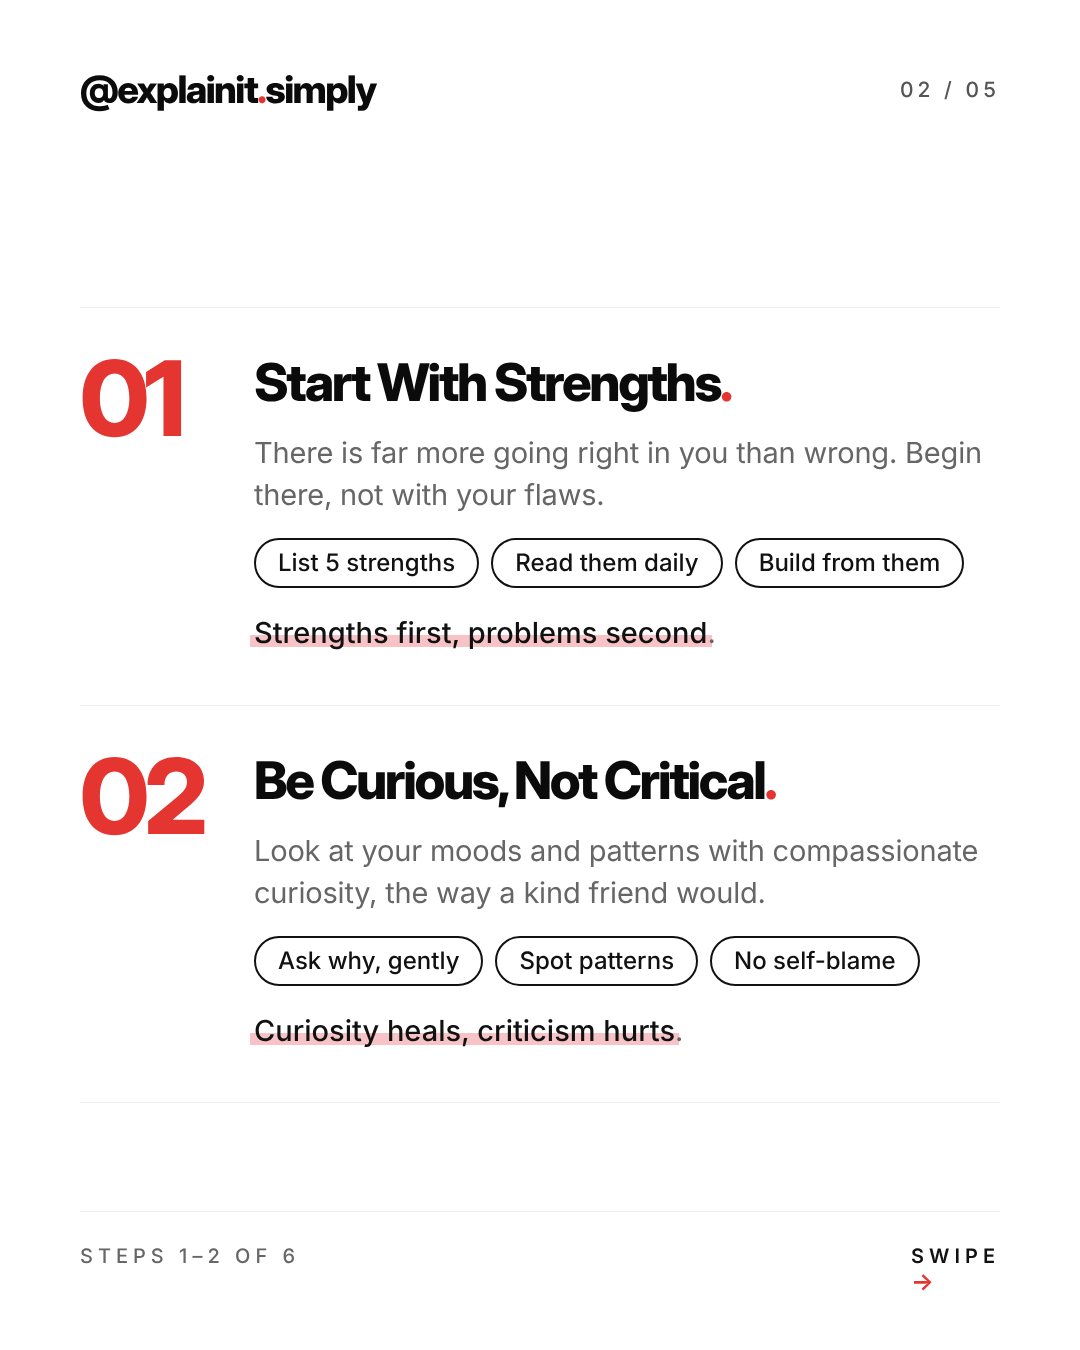 @explainit.simply
02 / 05
01
Start With Strengths.
There is far more going right in you than wrong. Begin
there, not with your flaws.
List 5 strengths
Read them daily
Build from them
Strengths first, problems second.
02
Be Curious, Not Critical.
Look at your moods and patterns with compassionate
curiosity, the way a kind friend would.
Ask why, gently
Spot patterns
No self-blame
Curiosity heals, criticism hurts.
STEPS 1–2 OF 6
SWIPE
→